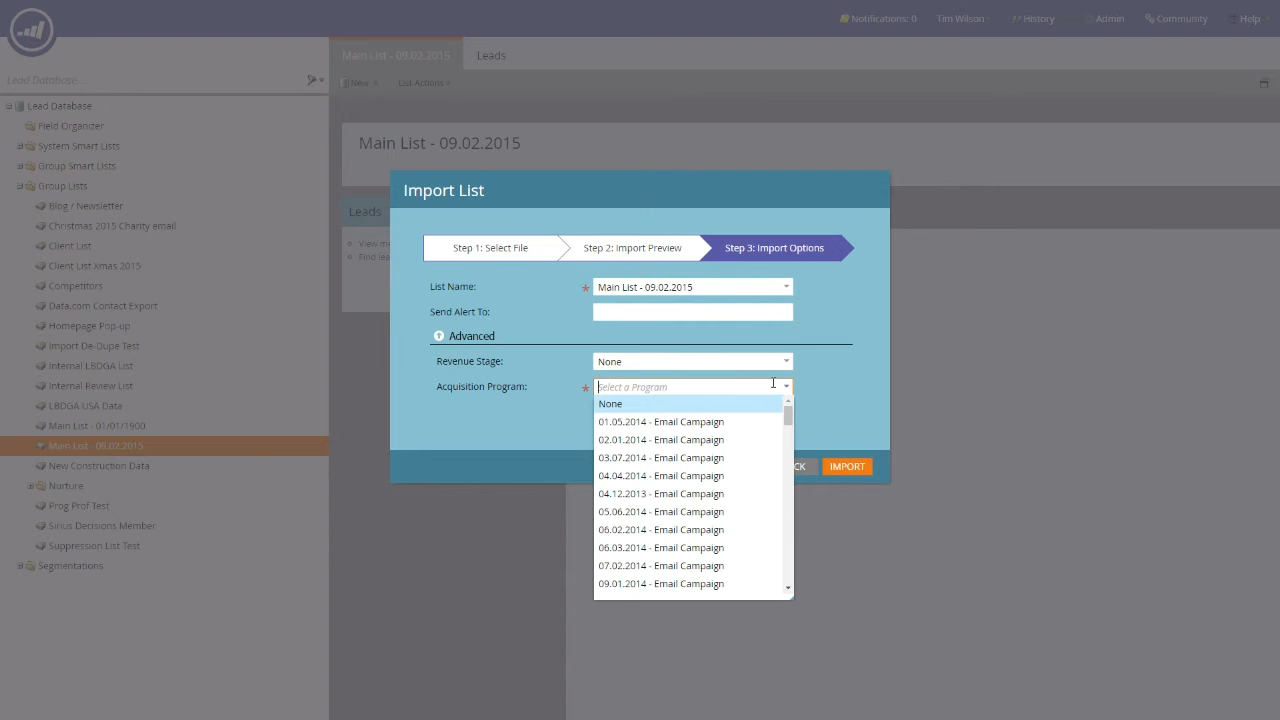 Notifications: 0
Tim Wilson
History
Admin
Community
Help
Main List - 09.02.2015
Leads
Lead Database...
New
List Actions
Lead Database
Field Organizer
System Smart Lists
Group Smart Lists
Group Lists
Blog / Newsletter
Christmas 2015 Charity email
Client List
Client List Xmas 2015
Competitors
Data.com Contact Export
Homepage Pop-up
Import De-Dupe Test
Internal LBDGA List
Internal Review List
LBDGA USA Data
Main List - 01/01/1900
Main List - 09.02.2015
New Construction Data
Nurture
Prog Prof Test
Sirius Decisions Member
Suppression List Test
Segmentations
Main List - 09.02.2015
Leads
View me
Find lea
Import List
Step 1: Select File
Step 2: Import Preview
Step 3: Import Options
List Name:
* Main List - 09.02.2015
Send Alert To:
Advanced
Revenue Stage:
None
Acquisition Program:
* Select a Program
None
01.05.2014 - Email Campaign
02.01.2014 - Email Campaign
03.07.2014 - Email Campaign
04.04.2014 - Email Campaign
04.12.2013 - Email Campaign
05.06.2014 - Email Campaign
06.02.2014 - Email Campaign
06.03.2014 - Email Campaign
07.02.2014 - Email Campaign
09.01.2014 - Email Campaign
CK
IMPORT